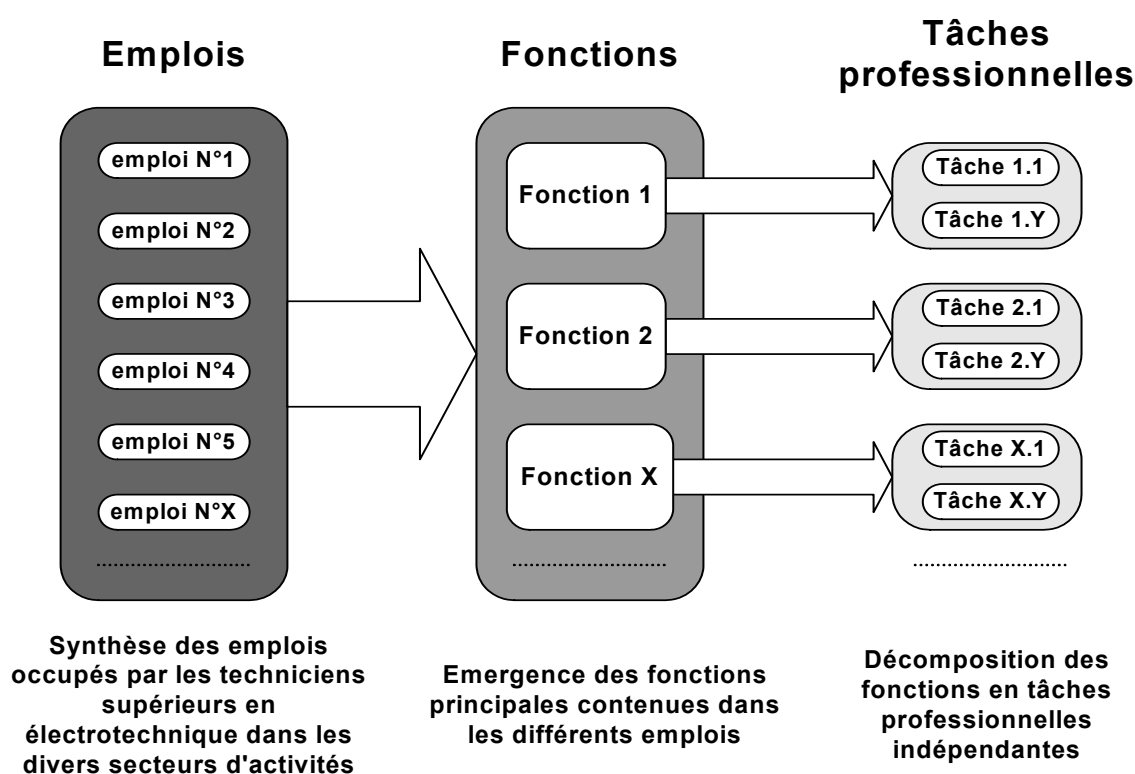 Emplois
emploi N°1
emploi N°2
emploi N°3
emploi N°4
emploi N°5
emploi N°X
.............................
Synthèse des emplois
occupés par les techniciens
supérieurs en
électrotechnique dans les
divers secteurs d'activités
Fonctions
Fonction 1
Fonction 2
Fonction X
.............................
Emergence des fonctions
principales contenues dans
les différents emplois
Tâches
professionnelles
Tâche 1.1
Tâche 1.Y
Tâche 2.1
Tâche 2.Y
Tâche X.1
Tâche X.Y
.............................
Décomposition des
fonctions en tâches
professionnelles
indépendantes